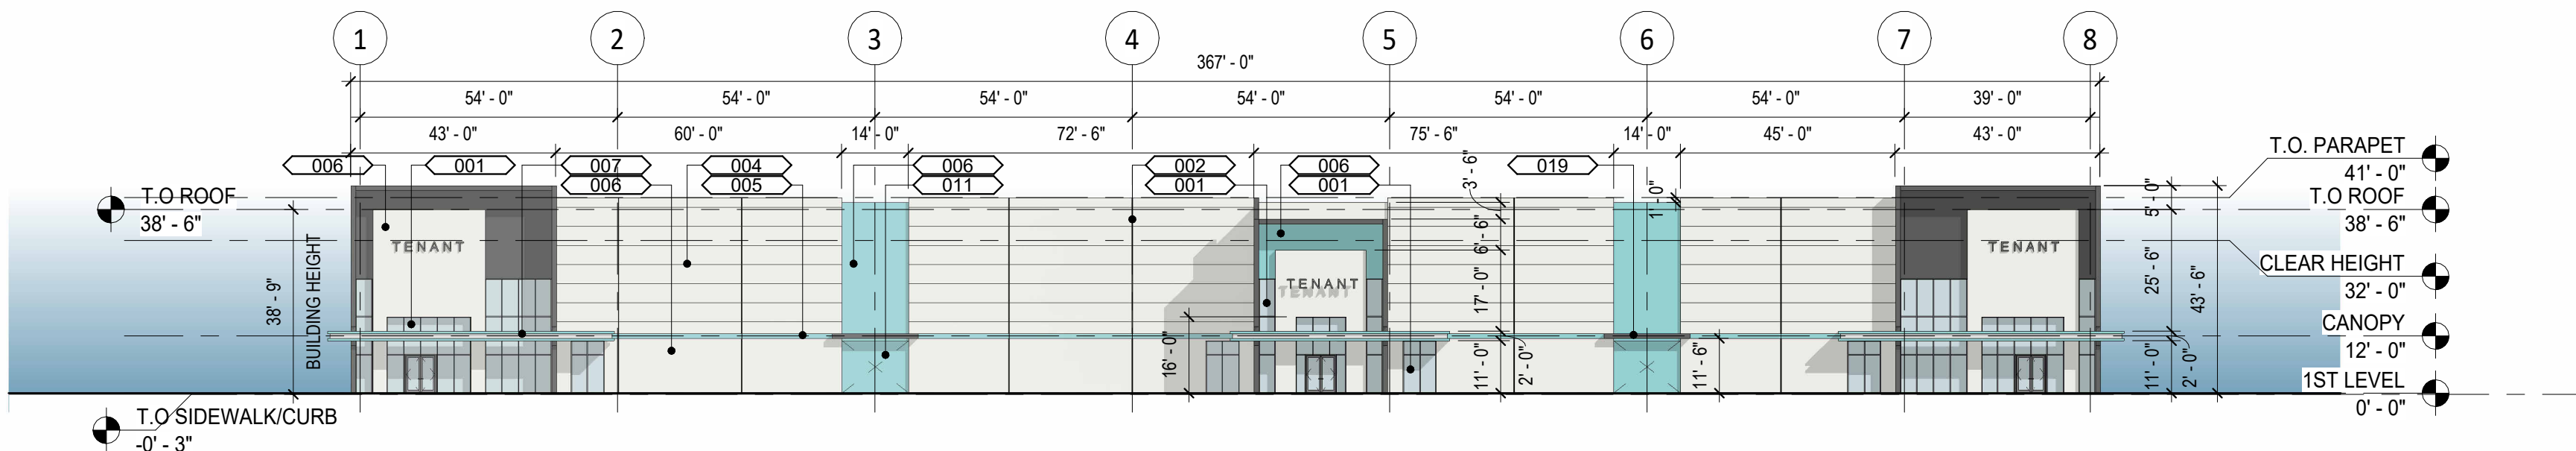 1 2 3 4 5 6 7 8
367' - 0"
54' - 0" 54' - 0" 54' - 0" 54' - 0" 54' - 0" 54' - 0" 39' - 0"
43' - 0" 60' - 0" 14' - 0" 72' - 6" 75' - 6" 14' - 0" 45' - 0" 43' - 0"
006 001 007 004 006 002 006 019
006 005 011 001 001
T.O ROOF
38' - 6"
38' - 9"
BUILDING HEIGHT
T.O SIDEWALK/CURB
-0' - 3"
TENANT
TENANT
TENANT
TENANT
16' - 0"
3' - 6"
6' - 6"
17' - 0"
11' - 0"
2' - 0"
1' - 0"
11' - 6"
5' - 0"
25' - 6"
43' - 6"
11' - 0"
2' - 0"
T.O. PARAPET
41' - 0"
T.O ROOF
38' - 6"
CLEAR HEIGHT
32' - 0"
CANOPY
12' - 0"
1ST LEVEL
0' - 0"